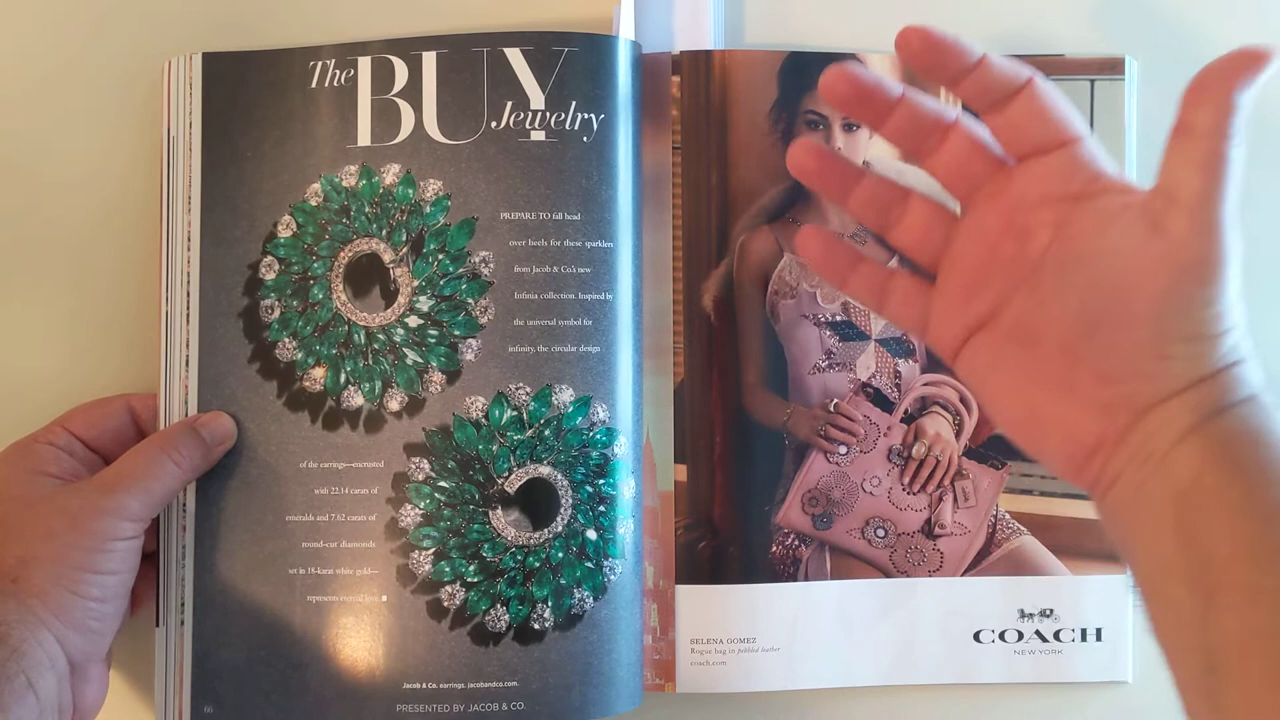 The
BUY
Jewelry
PREPARE TO fall head
over heels for these sparklers
from Jacob & Co.'s new
Infinia collection. Inspired by
the universal symbol for
infinity, the circular design
of the earrings—encrusted
with 22.14 carats of
emeralds and 7.62 carats of
round-cut diamonds
set in 18-karat white gold—
represents eternal love. ■
Jacob & Co. earrings. jacobandco.com.
66
PRESENTED BY JACOB & CO.
SELENA GOMEZ
Rogue bag in pebbled leather
coach.com
COACH
NEW YORK